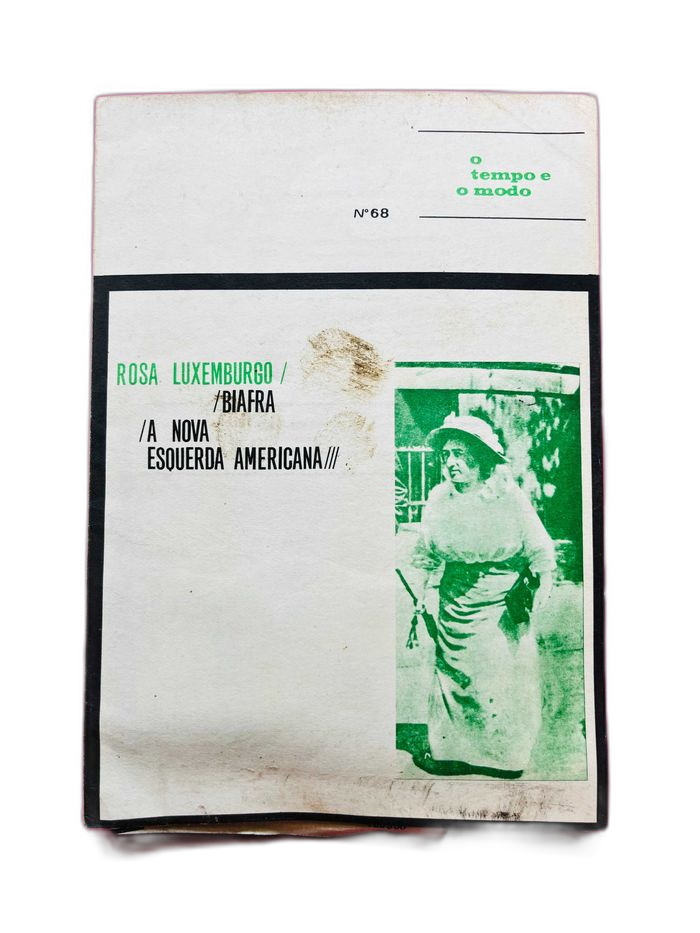 o
tempo e
o modo
Nº68
ROSA LUXEMBURGO /
/BIAFRA
/A NOVA
ESQUERDA AMERICANA///